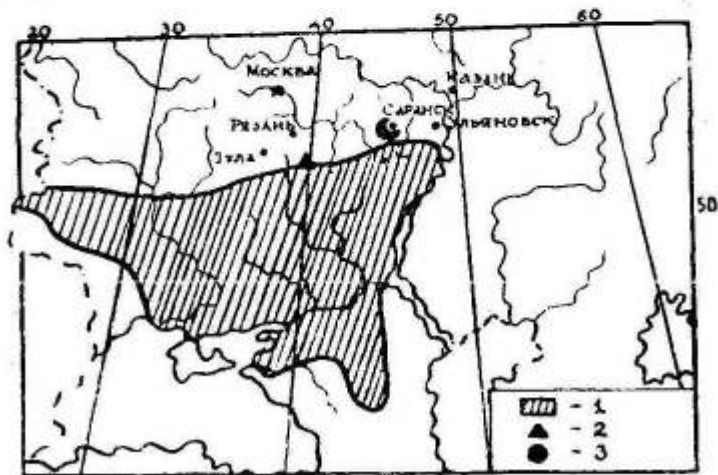 20 30 40 50 60
Москва
Казань
Саранск
Рязань
Ульяновск
Тула
50
- 1
- 2
- 3